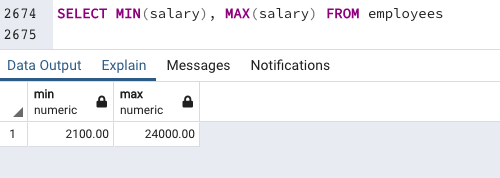 2674 SELECT MIN(salary), MAX(salary) FROM employees
2675
Data Output Explain Messages Notifications
min max
numeric numeric
1 2100.00 24000.00